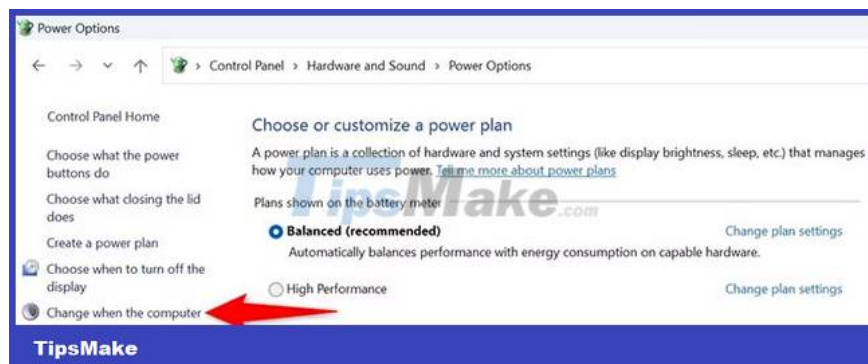 Power Options
Control Panel > Hardware and Sound > Power Options
Control Panel Home
Choose what the power
buttons do
Choose what closing the lid
does
Create a power plan
Choose when to turn off the
display
Change when the computer
Choose or customize a power plan
A power plan is a collection of hardware and system settings (like display brightness, sleep, etc.) that manages
how your computer uses power. Tell me more about power plans
Plans shown on the battery meter
TipsMake.com
Balanced (recommended) Change plan settings
Automatically balances performance with energy consumption on capable hardware.
High Performance Change plan settings
TipsMake